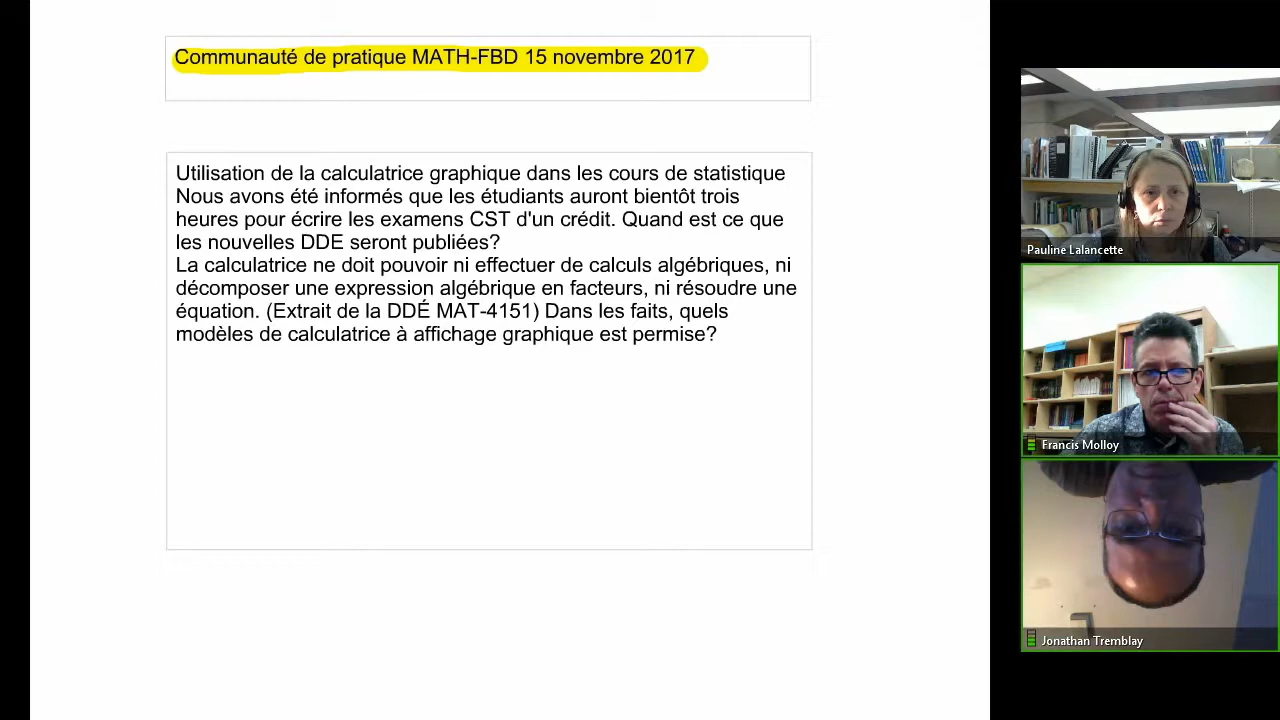 Communauté de pratique MATH-FBD 15 novembre 2017
Utilisation de la calculatrice graphique dans les cours de statistique
Nous avons été informés que les étudiants auront bientôt trois
heures pour écrire les examens CST d'un crédit. Quand est ce que
les nouvelles DDE seront publiées?
La calculatrice ne doit pouvoir ni effectuer de calculs algébriques, ni
décomposer une expression algébrique en facteurs, ni résoudre une
équation. (Extrait de la DDÉ MAT-4151) Dans les faits, quels
modèles de calculatrice à affichage graphique est permise?
Pauline Lalancette
Francis Molloy
Jonathan Tremblay